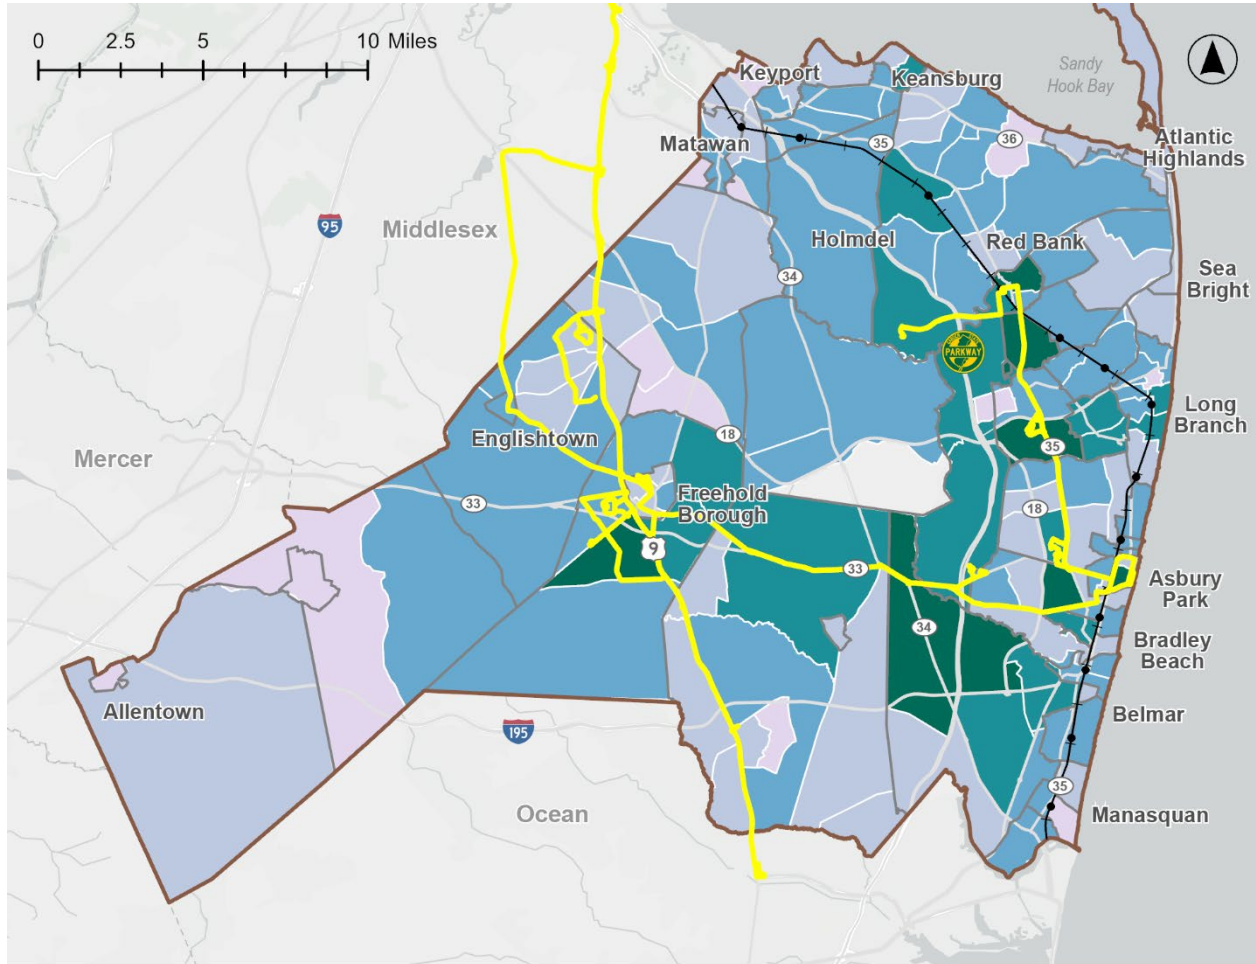 0 2.5 5 10 Miles
Keyport
Keansburg
Sandy
Hook Bay
Matawan
35
36
Atlantic
Highlands
95
Middlesex
Holmdel
Red Bank
34
Sea
Bright
PARKWAY
Englishtown
18
35
Long
Branch
Mercer
33
Freehold
Borough
18
9
33
Asbury
Park
34
Bradley
Beach
Allentown
195
Belmar
Ocean
35
Manasquan